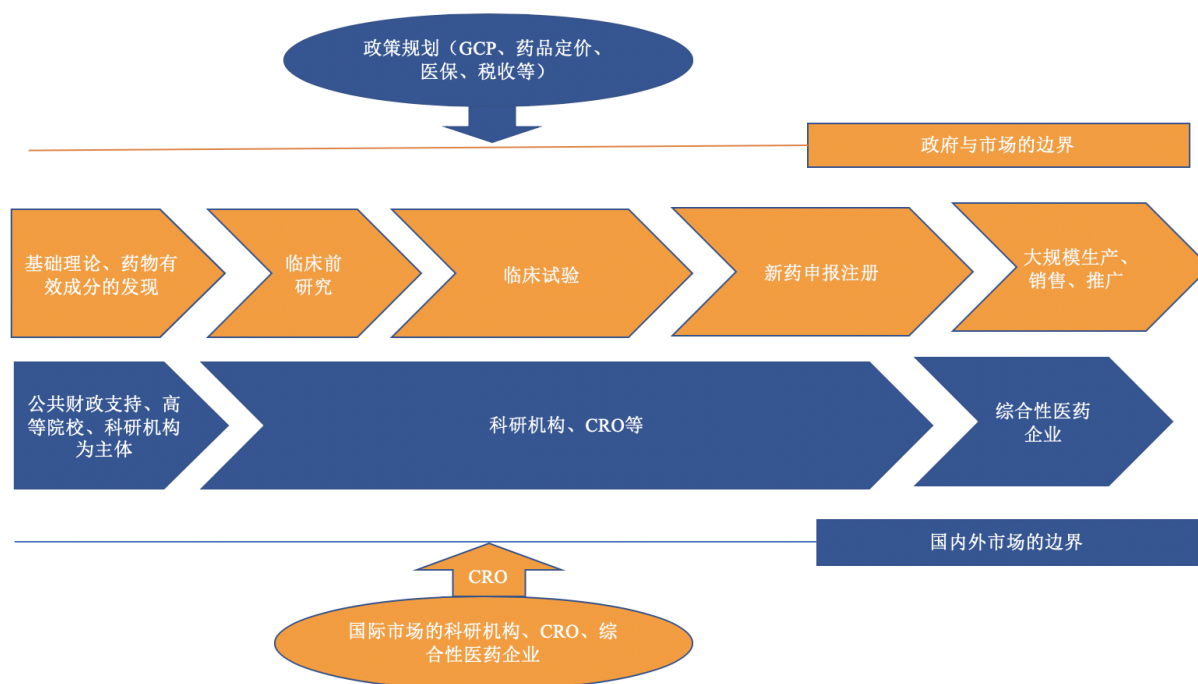 政策规划（GCP、药品定价、
医保、税收等）
政府与市场的边界
基础理论、药物有
效成分的发现
临床前
研究
临床试验
新药申报注册
大规模生产、
销售、推广
公共财政支持、高
等院校、科研机构
为主体
科研机构、CRO等
综合性医药
企业
国内外市场的边界
CRO
国际市场的科研机构、CRO、综
合性医药企业